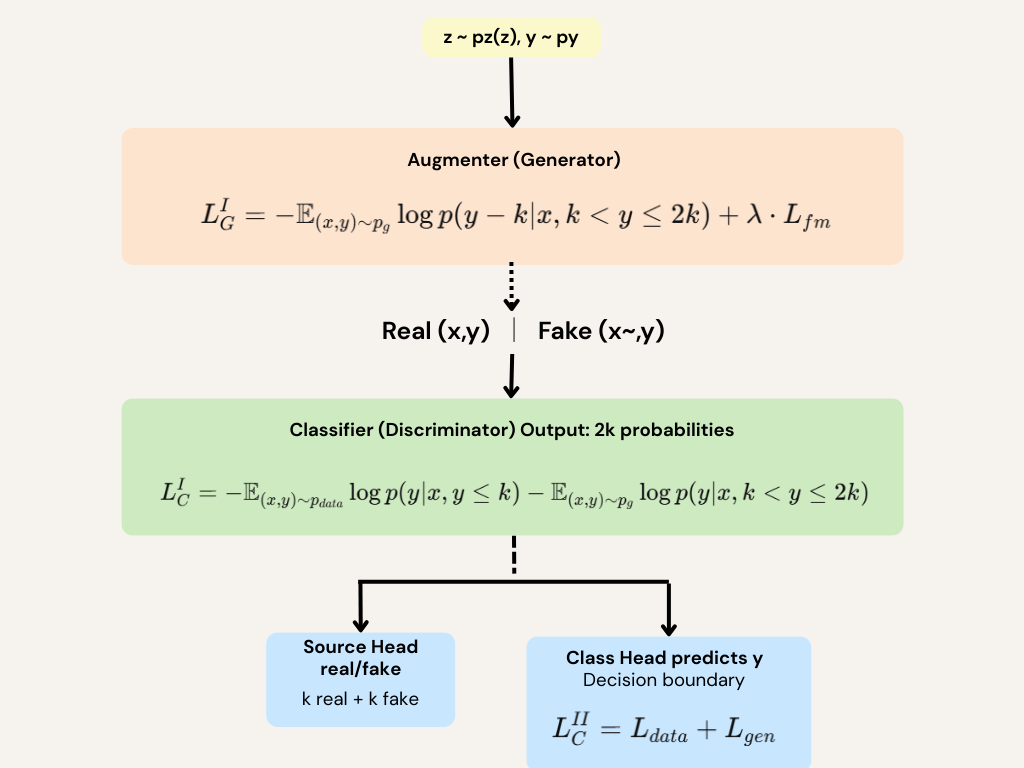 z ~ pz(z), y ~ py
Augmenter (Generator)
$L_G^I = -\mathbb{E}_{(x,y)\sim p_g} \log p(y - k|x, k < y \leq 2k) + \lambda \cdot L_{fm}$
Real (x,y) | Fake (x~,y)
Classifier (Discriminator) Output: 2k probabilities
$L_C^I = -\mathbb{E}_{(x,y)\sim p_{data}} \log p(y|x, y \leq k) - \mathbb{E}_{(x,y)\sim p_g} \log p(y|x, k < y \leq 2k)$
Source Head
real/fake
k real + k fake
Class Head predicts y
Decision boundary
$L_C^{II} = L_{data} + L_{gen}$